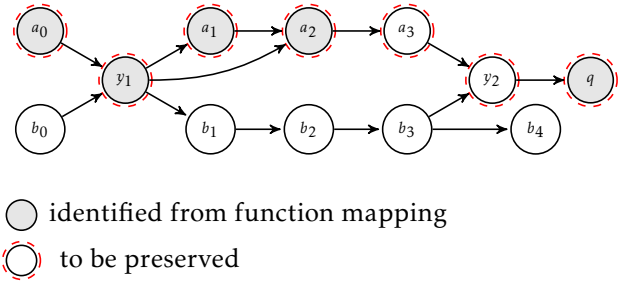 a0 a1 a2 a3
y1 y2 q
b0 b1 b2 b3 b4
identified from function mapping
to be preserved